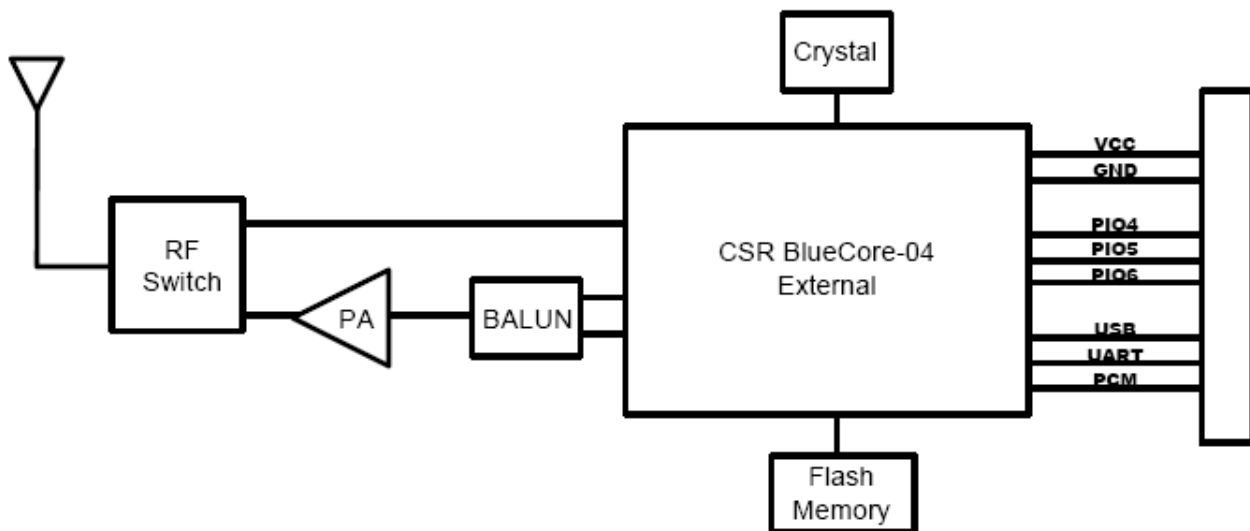 Crystal
VCC
GND
RF
Switch
PIO4
PIO5
PIO6
CSR BlueCore-04
External
PA
BALUN
USB
UART
PCM
Flash
Memory